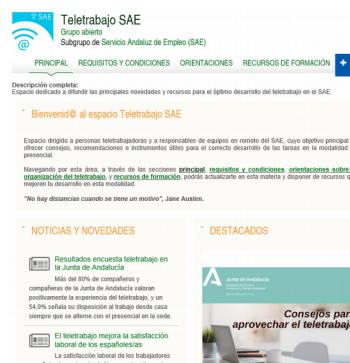 SAE
Teletrabajo SAE
Grupo abierto
Subgrupo de Servicio Andaluz de Empleo (SAE)
PRINCIPAL REQUISITOS Y CONDICIONES ORIENTACIONES RECURSOS DE FORMACIÓN +
Descripción completa:
Espacio dedicado a difundir las principales novedades y recursos para el óptimo desarrollo del teletrabajo en el SAE.
Bienvenid@ al espacio Teletrabajo SAE
Espacio dirigido a personas teletrabajadoras y a responsables de equipos en remoto del SAE, cuyo objetivo principal
ofrecer consejos, recomendaciones e instrumentos útiles para el correcto desarrollo de las tareas en la modalidad
presencial.
Navegando por esta área, a través de las secciones principal, requisitos y condiciones, orientaciones sobre
organización del teletrabajo, y recursos de formación, podrás actualizarte en esta materia y disponer de recursos q
mejoren tu desarrollo en esta modalidad.
"No hay distancias cuando se tiene un motivo", Jane Austen.
NOTICIAS Y NOVEDADES
Resultados encuesta teletrabajo en
la Junta de Andalucía
Más del 80% de compañeros y
compañeras de la Junta de Andalucía valoran
positivamente la experiencia del teletrabajo, y un
54,9% señala su disposición al trabajo desde casa
siempre que se alterne con el presencial en la sede.
El teletrabajo mejora la satisfacción
laboral de los españoles/as
La satisfacción laboral de los trabajadores
DESTACADOS
Junta de Andalucía
Consejos par
aprovechar el teletrabaj